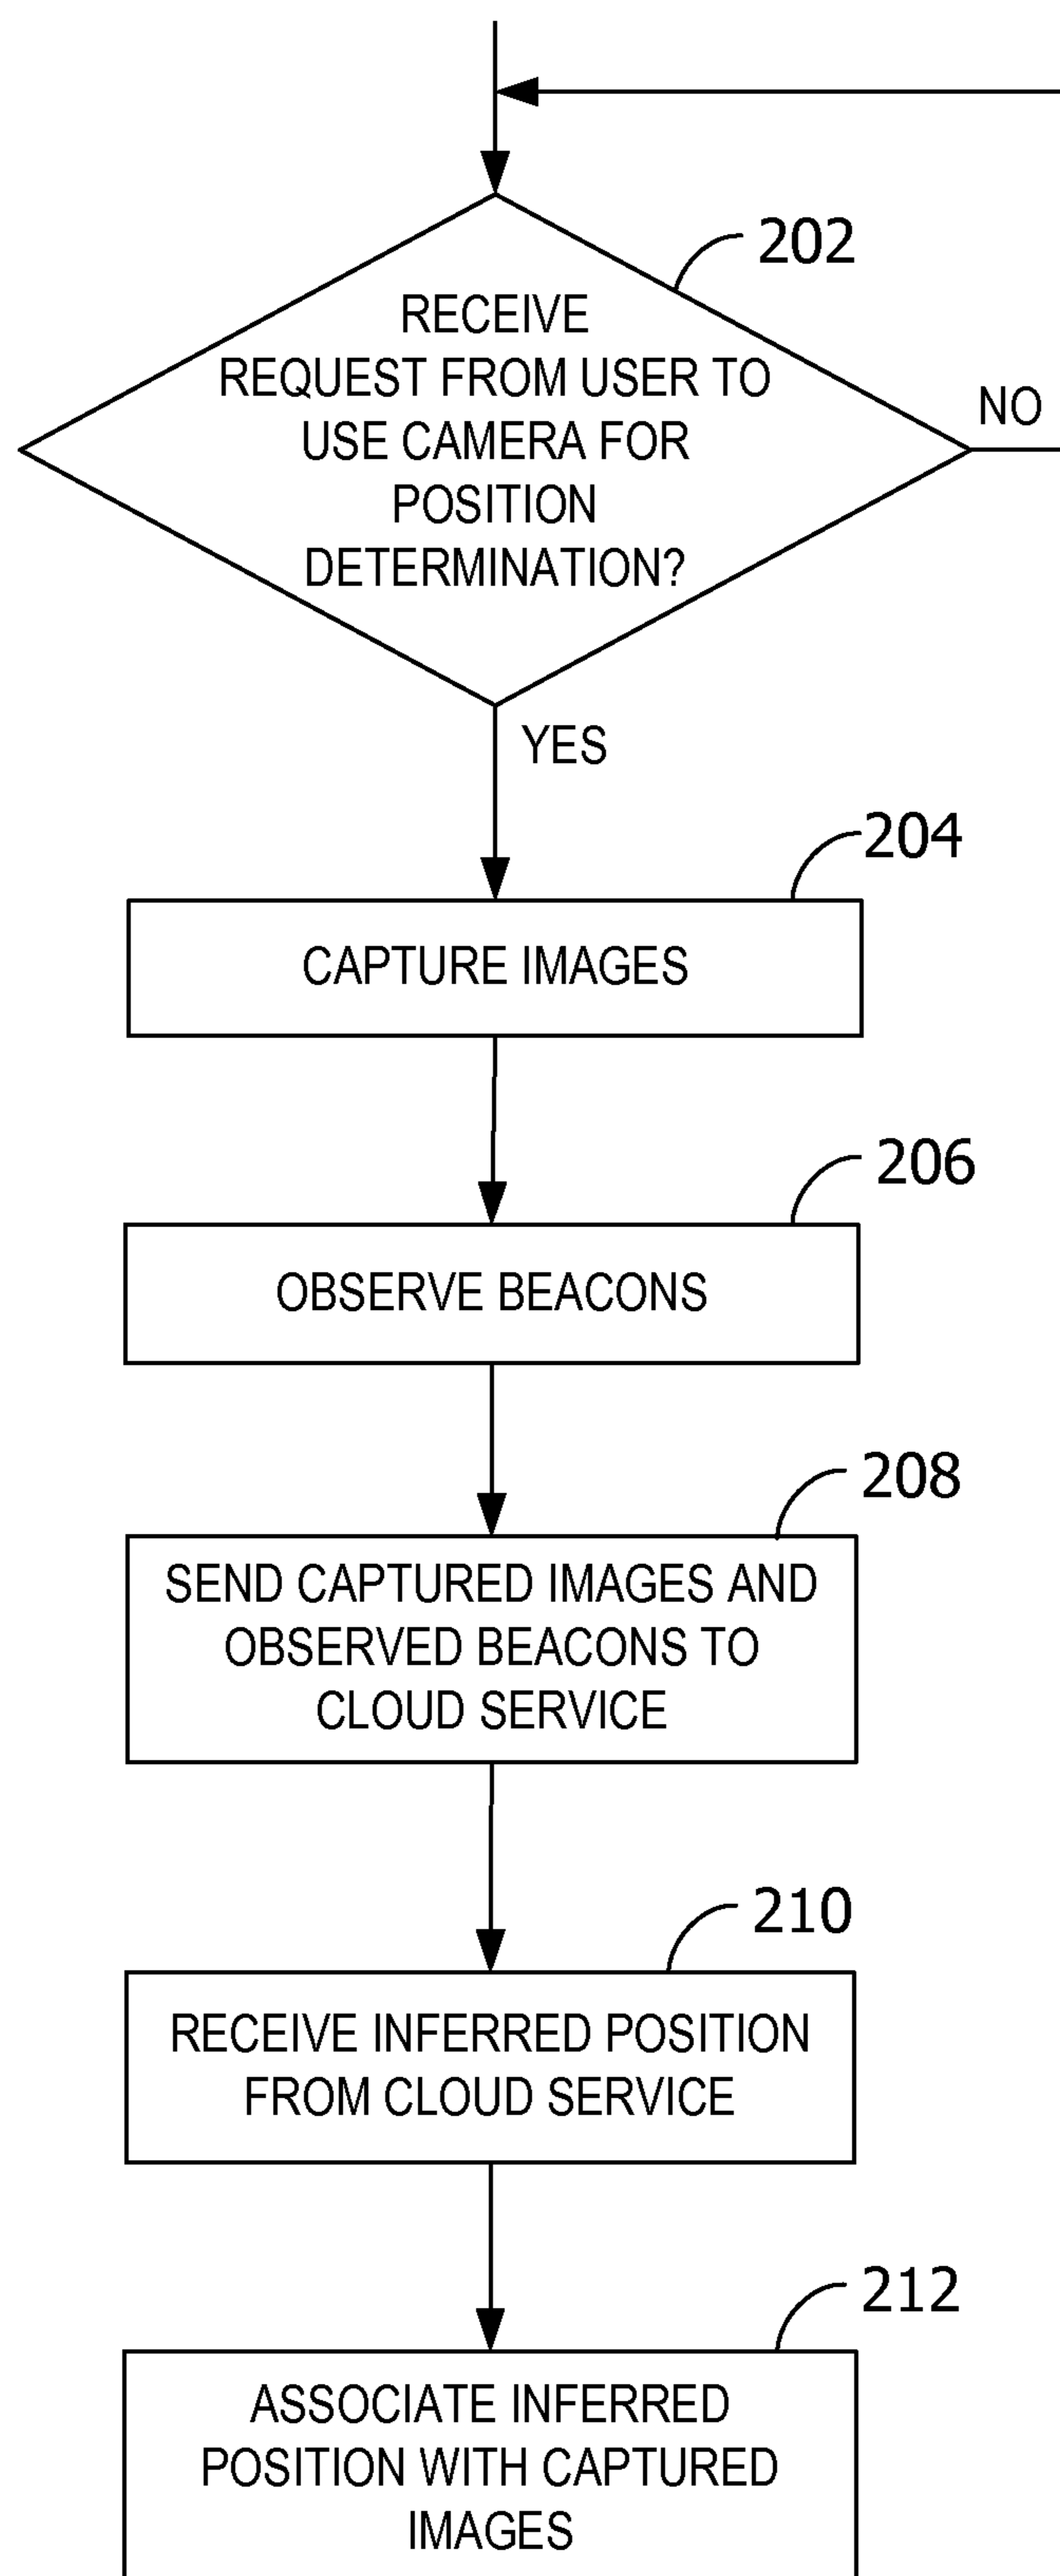 202
RECEIVE
REQUEST FROM USER TO
USE CAMERA FOR
POSITION
DETERMINATION?
NO
YES
204
CAPTURE IMAGES
206
OBSERVE BEACONS
208
SEND CAPTURED IMAGES AND
OBSERVED BEACONS TO
CLOUD SERVICE
210
RECEIVE INFERRED POSITION
FROM CLOUD SERVICE
212
ASSOCIATE INFERRED
POSITION WITH CAPTURED
IMAGES